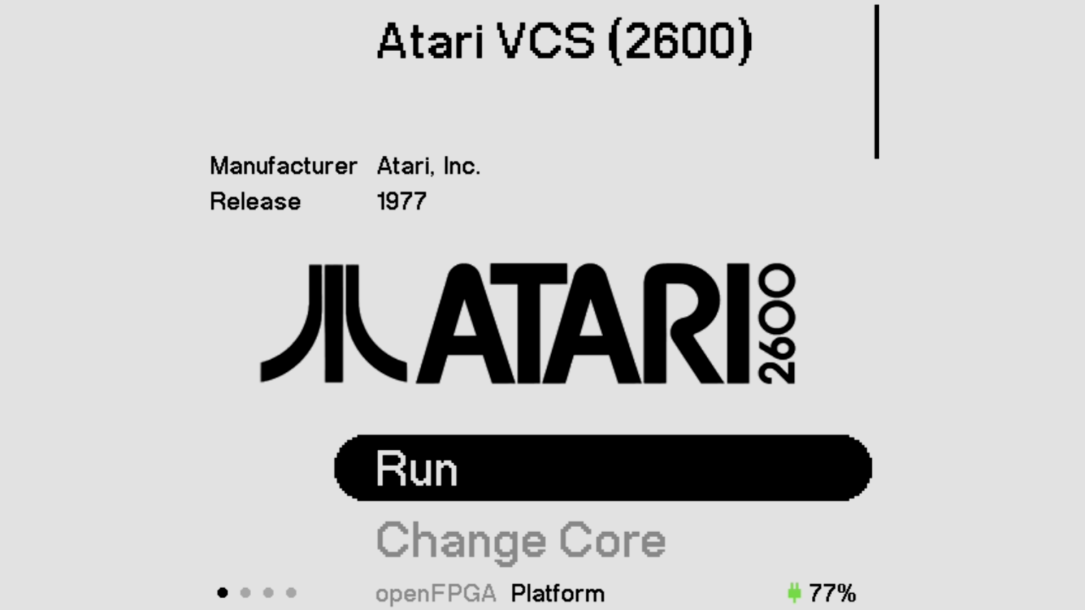 Atari VCS (2600)
Manufacturer Atari, Inc.
Release 1977
ATARI 2600
Run
Change Core
openFPGA Platform 77%